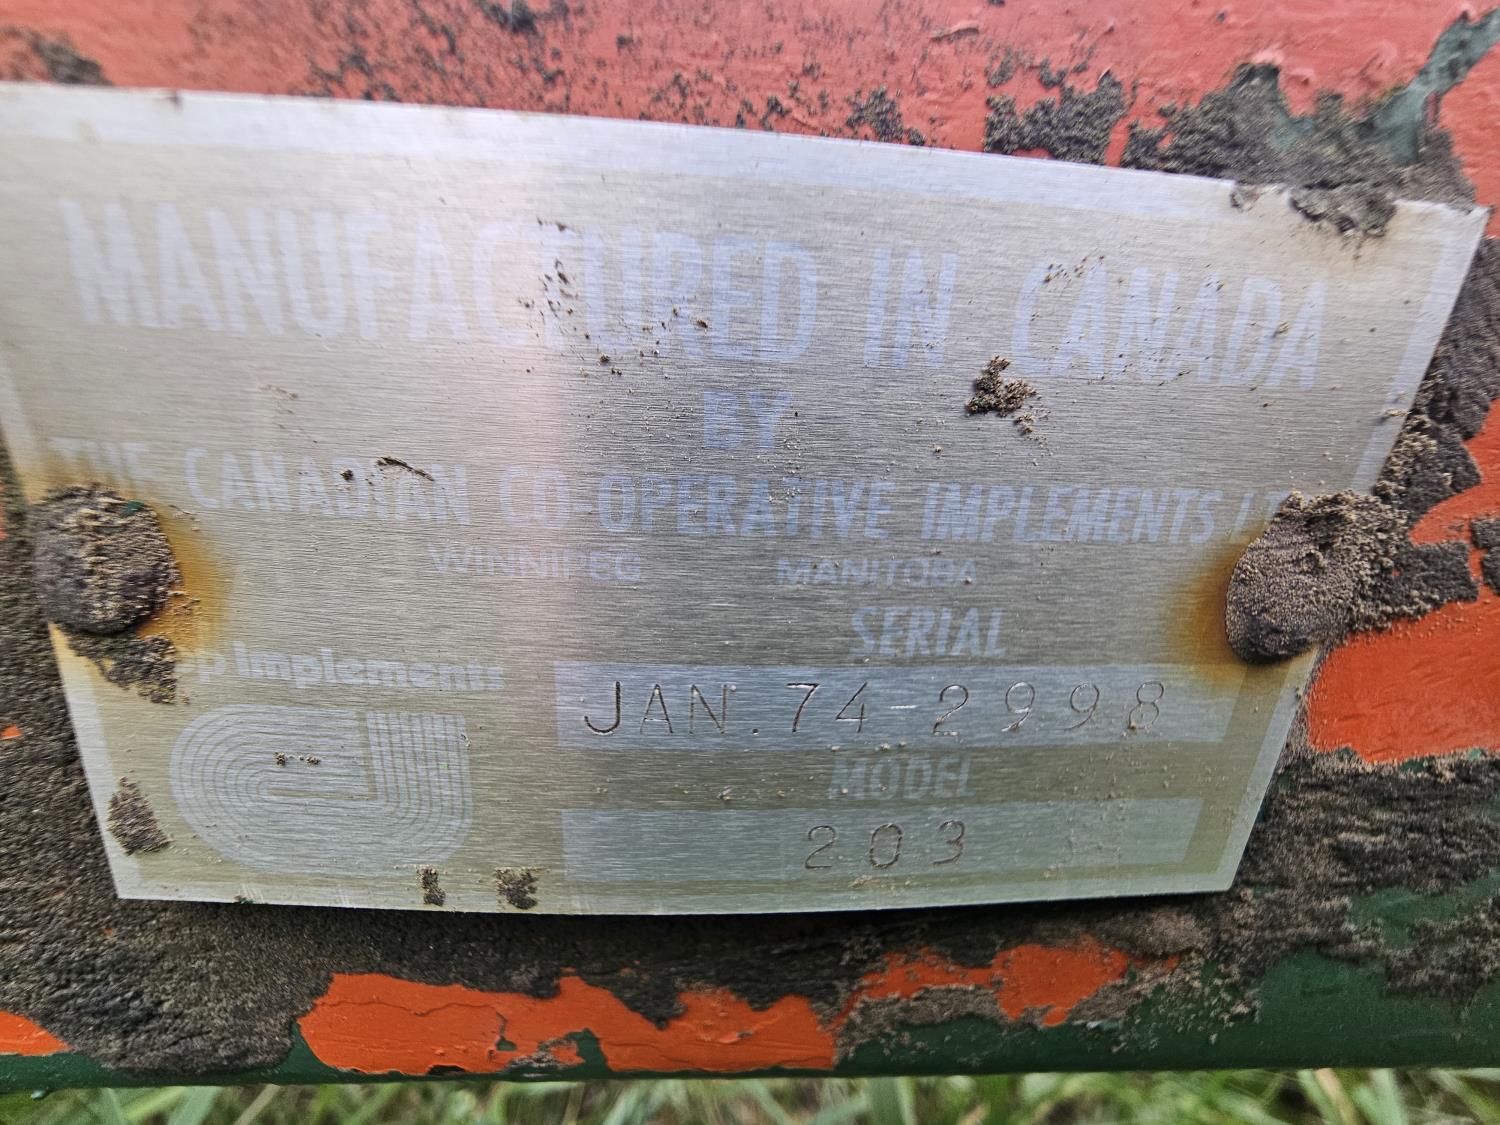 MANUFACTURED IN CANADA
BY
THE CANADIAN CO-OPERATIVE IMPLEMENTS
WINNIPEG MANITOBA
SERIAL
Implements
JAN. 74-2998
MODEL
203